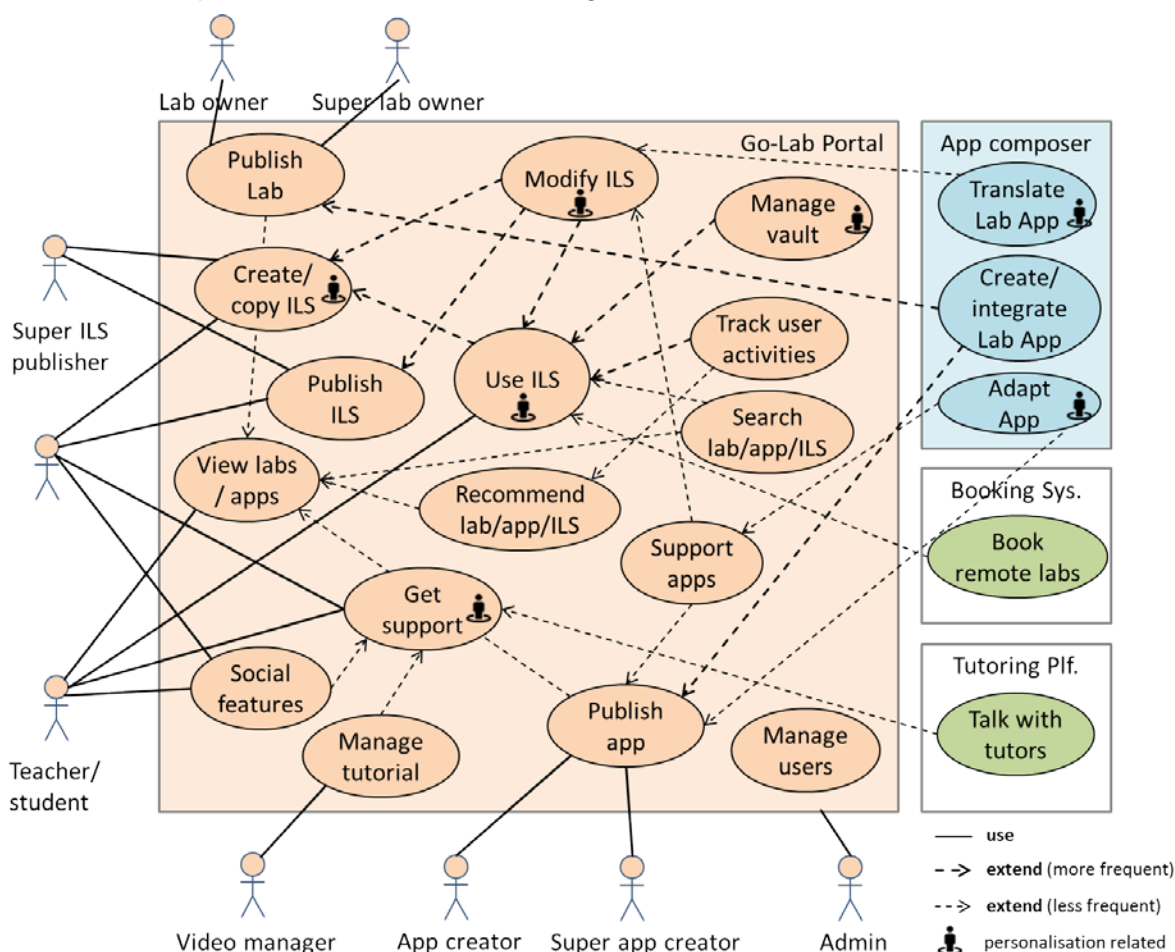 Lab owner
Super lab owner
Go-Lab Portal
App composer
Publish
Lab
Modify ILS
Manage
vault
Translate
Lab App
Create/
copy ILS
Create/
integrate
Lab App
Super ILS
publisher
Track user
activities
Publish
ILS
Use ILS
Adapt
App
Search
lab/app/ILS
View labs
/ apps
Recommend
lab/app/ILS
Booking Sys.
Support
apps
Book
remote labs
Get
support
Social
features
Tutoring Plf.
Publish
app
Talk with
tutors
Manage
tutorial
Manage
users
Teacher/
student
use
extend (more frequent)
extend (less frequent)
personalisation related
Video manager
App creator
Super app creator
Admin